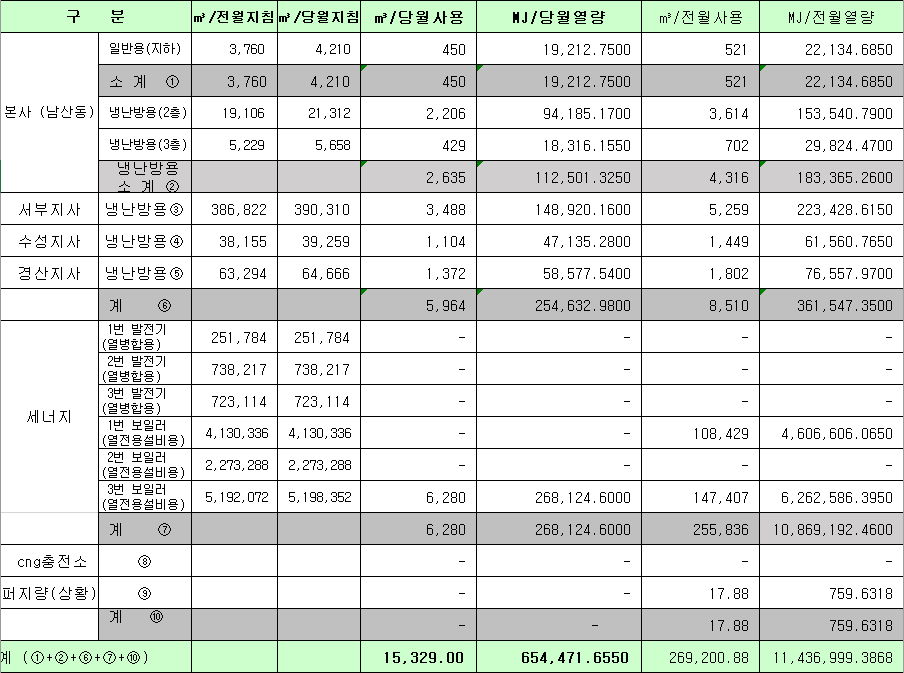 구 분 ㎥/전월지침 ㎥/당월지침 ㎥/당월사용 MJ/당월열량 ㎥/전월사용 MJ/전월열량
본사 (남산동) 일반용(지하) 3,760 4,210 450 19,212.7500 521 22,134.6850
소 계 ① 3,760 4,210 450 19,212.7500 521 22,134.6850
냉난방용(2층) 19,106 21,312 2,206 94,185.1700 3,614 153,540.7900
냉난방용(3층) 5,229 5,658 429 18,316.1550 702 29,824.4700
냉난방용
소 계 ② 2,635 112,501.3250 4,316 183,365.2600
서부지사 냉난방용③ 386,822 390,310 3,488 148,920.1600 5,259 223,428.6150
수성지사 냉난방용④ 38,155 39,259 1,104 47,135.2800 1,449 61,560.7650
경산지사 냉난방용⑤ 63,294 64,666 1,372 58,577.5400 1,802 76,557.9700
계 ⑥ 5,964 254,632.9800 8,510 361,547.3500
세너지
1번 발전기
(열병합용) 251,784 251,784 - - - -
2번 발전기
(열병합용) 738,217 738,217 - - - -
3번 발전기
(열병합용) 723,114 723,114 - - - -
1번 보일러
(열전용설비용) 4,130,336 4,130,336 - - 108,429 4,606,606.0650
2번 보일러
(열전용설비용) 2,273,288 2,273,288 - - - -
3번 보일러
(열전용설비용) 5,192,072 5,198,352 6,280 268,124.6000 147,407 6,262,586.3950
계 ⑦ 6,280 268,124.6000 255,836 10,869,192.4600
cng충전소 ⑧ - - - -
퍼지량(상황) ⑨ - - 17.88 759.6318
계 ⑩ - - 17.88 759.6318
계 (①+②+⑥+⑦+⑩) 15,329.00 654,471.6550 269,200.88 11,436,999.3868